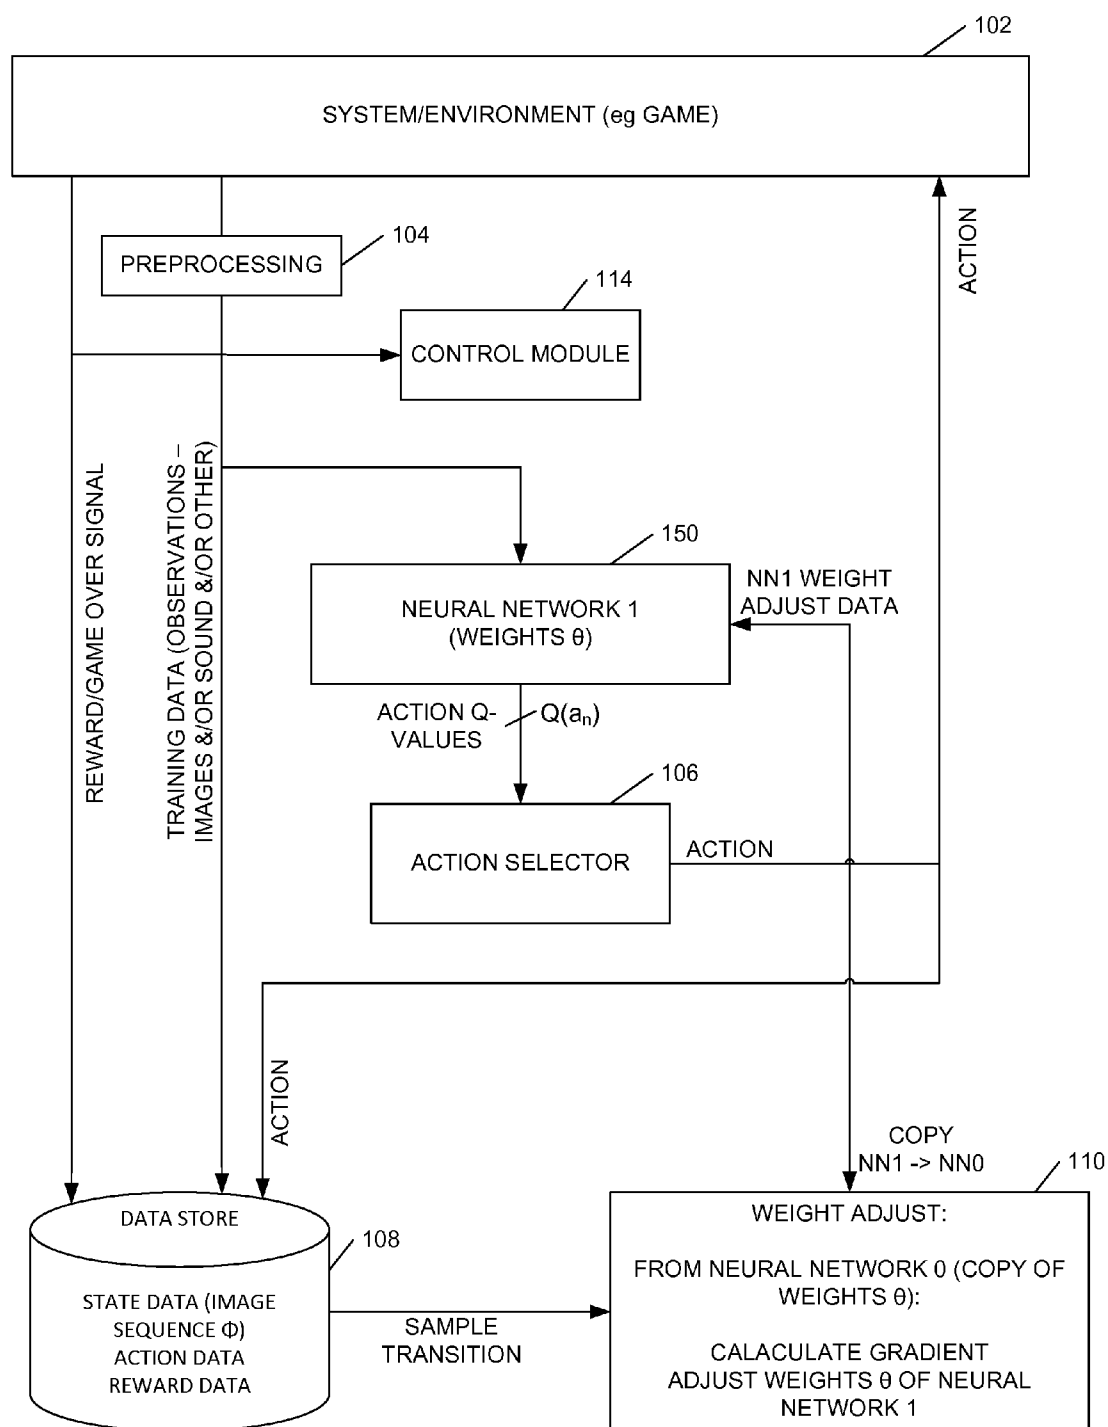 102
SYSTEM/ENVIRONMENT (eg GAME)
104
PREPROCESSING
ACTION
114
CONTROL MODULE
REWARD/GAME OVER SIGNAL
TRAINING DATA (OBSERVATIONS –
IMAGES &/OR SOUND &/OR OTHER)
150
NEURAL NETWORK 1
(WEIGHTS θ)
NN1 WEIGHT
ADJUST DATA
ACTION Q-
VALUES
Q(aₙ)
106
ACTION SELECTOR
ACTION
ACTION
COPY
NN1 -> NN0
110
DATA STORE
108
STATE DATA (IMAGE
SEQUENCE Φ)
ACTION DATA
REWARD DATA
SAMPLE
TRANSITION
WEIGHT ADJUST:
FROM NEURAL NETWORK 0 (COPY OF
WEIGHTS θ):
CALACULATE GRADIENT
ADJUST WEIGHTS θ OF NEURAL
NETWORK 1